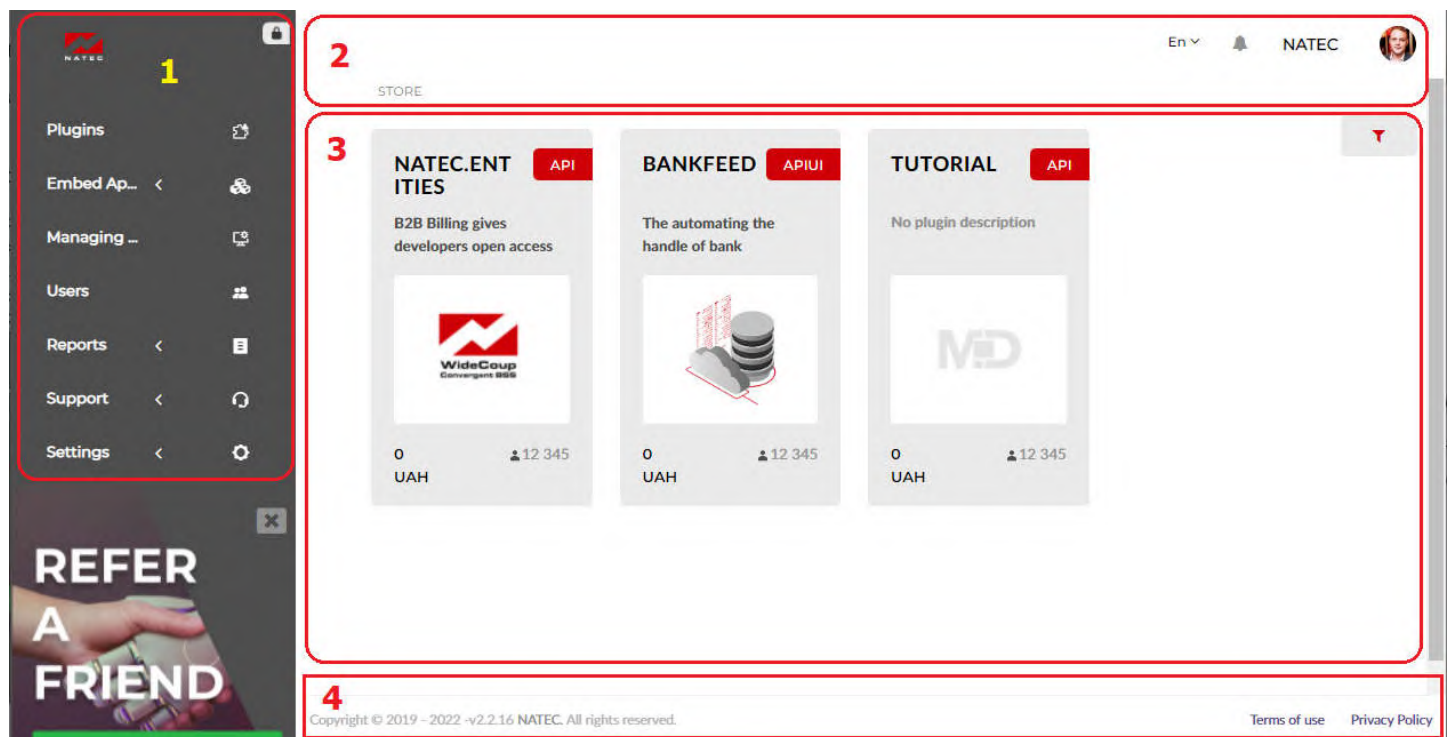 NATEC
1
Plugins
Embed Ap...
Managing ...
Users
Reports
Support
Settings
REFER
A
FRIEND
2
En
NATEC
STORE
3
NATEC.ENT
ITIES
API
B2B Billing gives
developers open access
WideCoup
Convergent BSS
0
12 345
UAH
BANKFEED
APIUI
The automating the
handle of bank
0
12 345
UAH
TUTORIAL
API
No plugin description
MD
0
12 345
UAH
4
Copyright © 2019 - 2022 -v2.2.16 NATEC. All rights reserved.
Terms of use
Privacy Policy